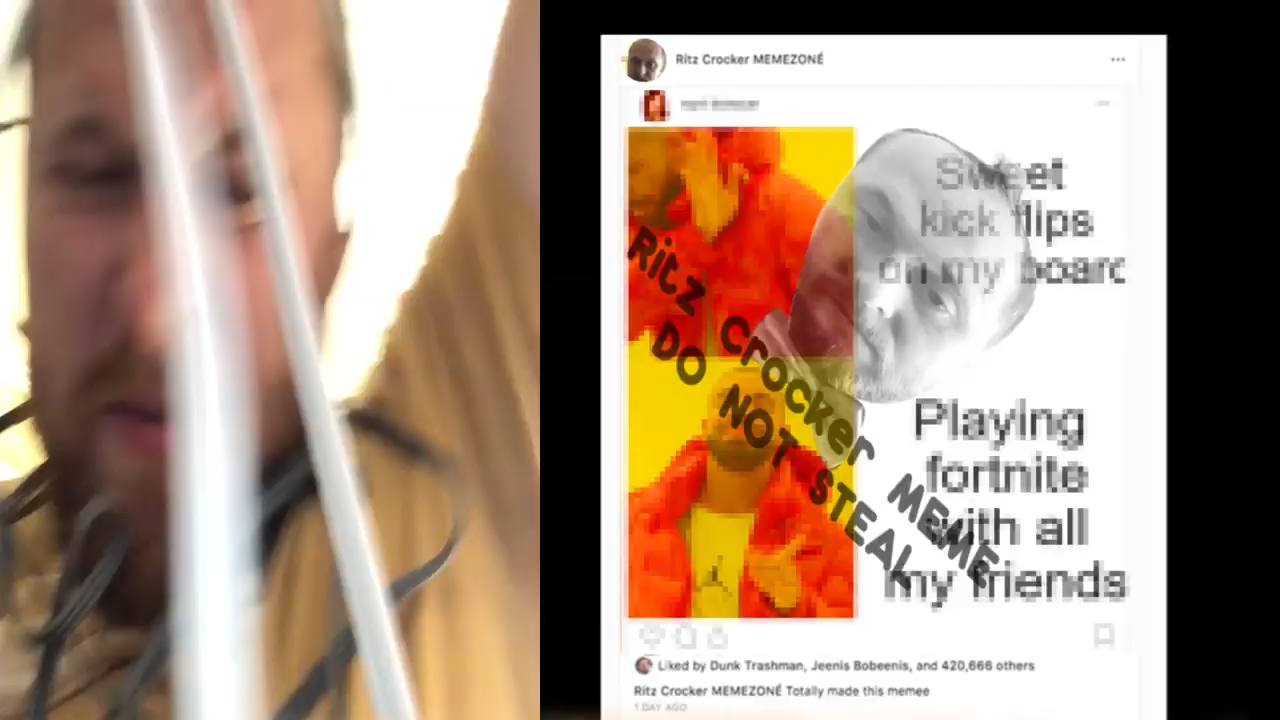 Ritz Crocker MEMEZONÉ
Sweet
kick flips
on my board
Ritz Crocker MEME
DO NOT STEAL
Playing
fortnite
with all
my friends
Liked by Dunk Trashman, Jeenis Bobeenis, and 420,666 others
Ritz Crocker MEMEZONÉ Totally made this memee
1 DAY AGO